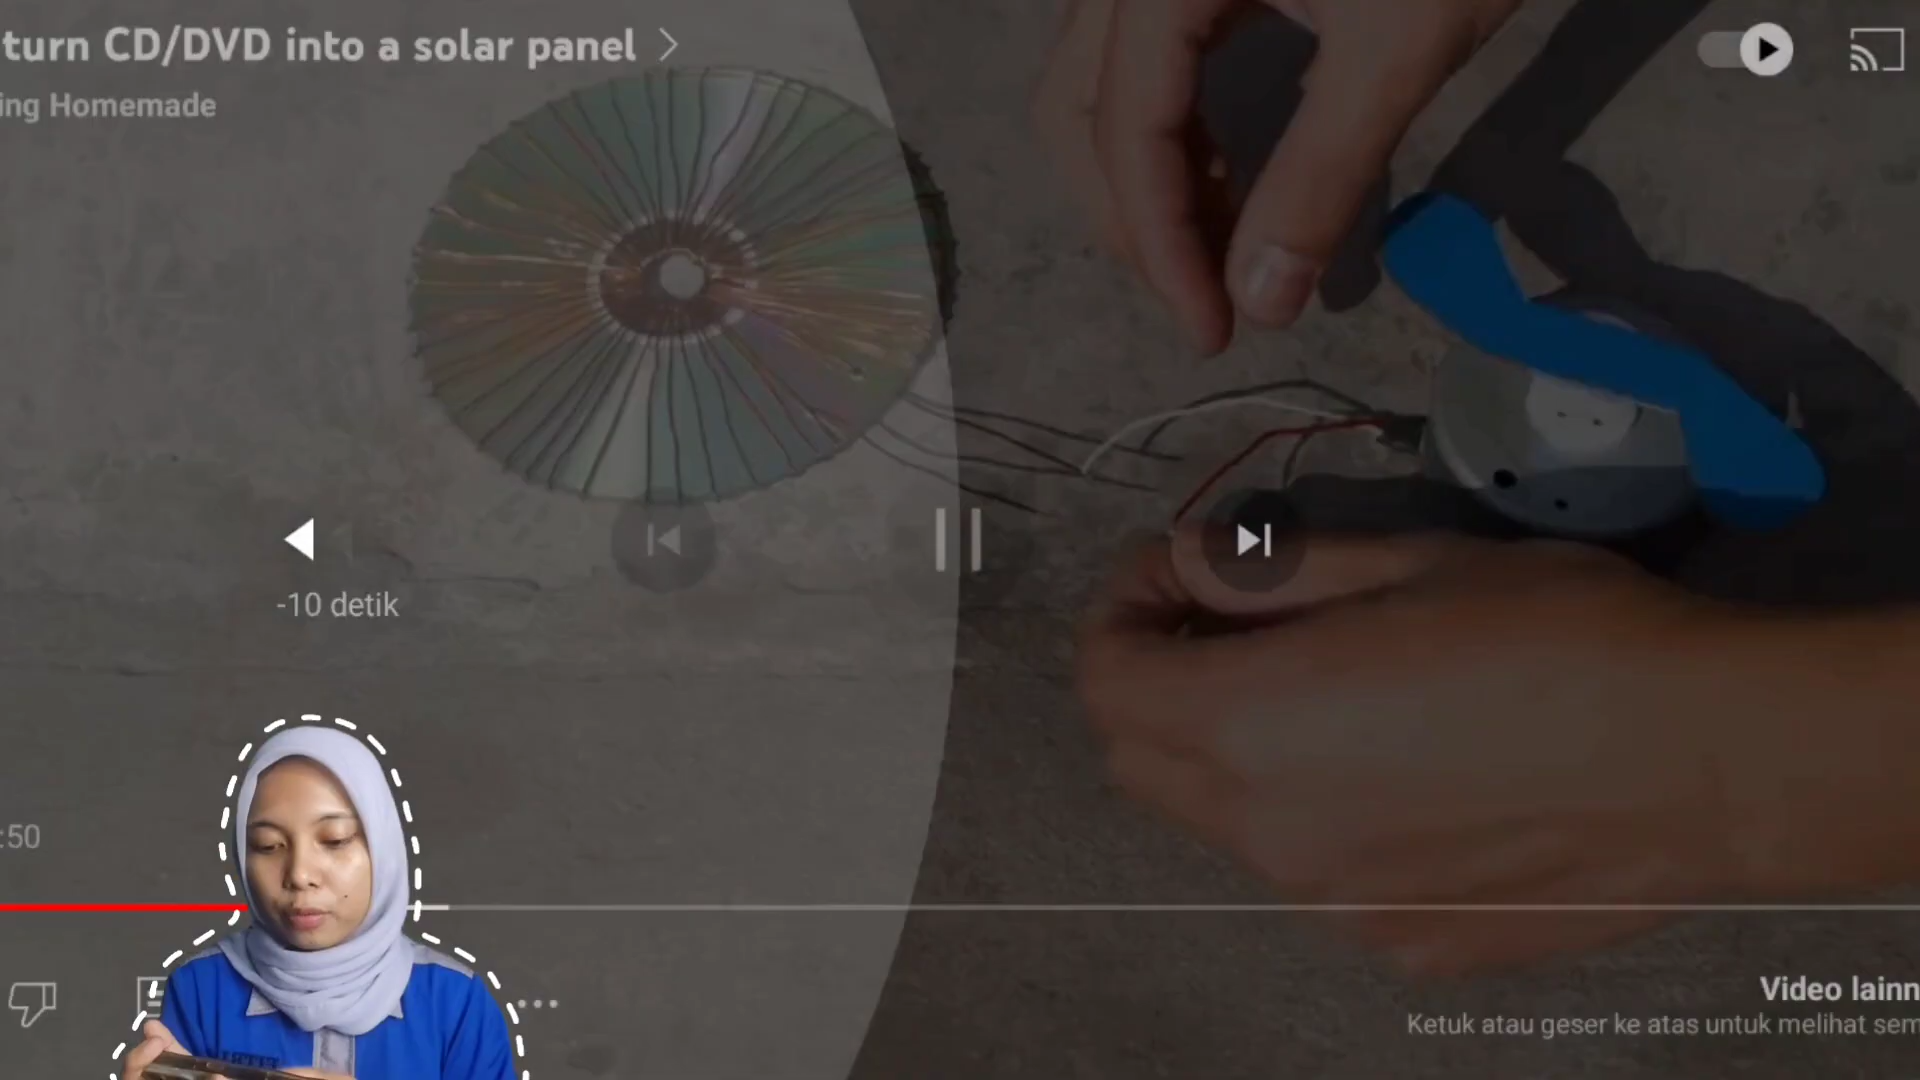 turn CD/DVD into a solar panel
ing Homemade
-10 detik
:50
Video lainn
Ketuk atau geser ke atas untuk melihat sem